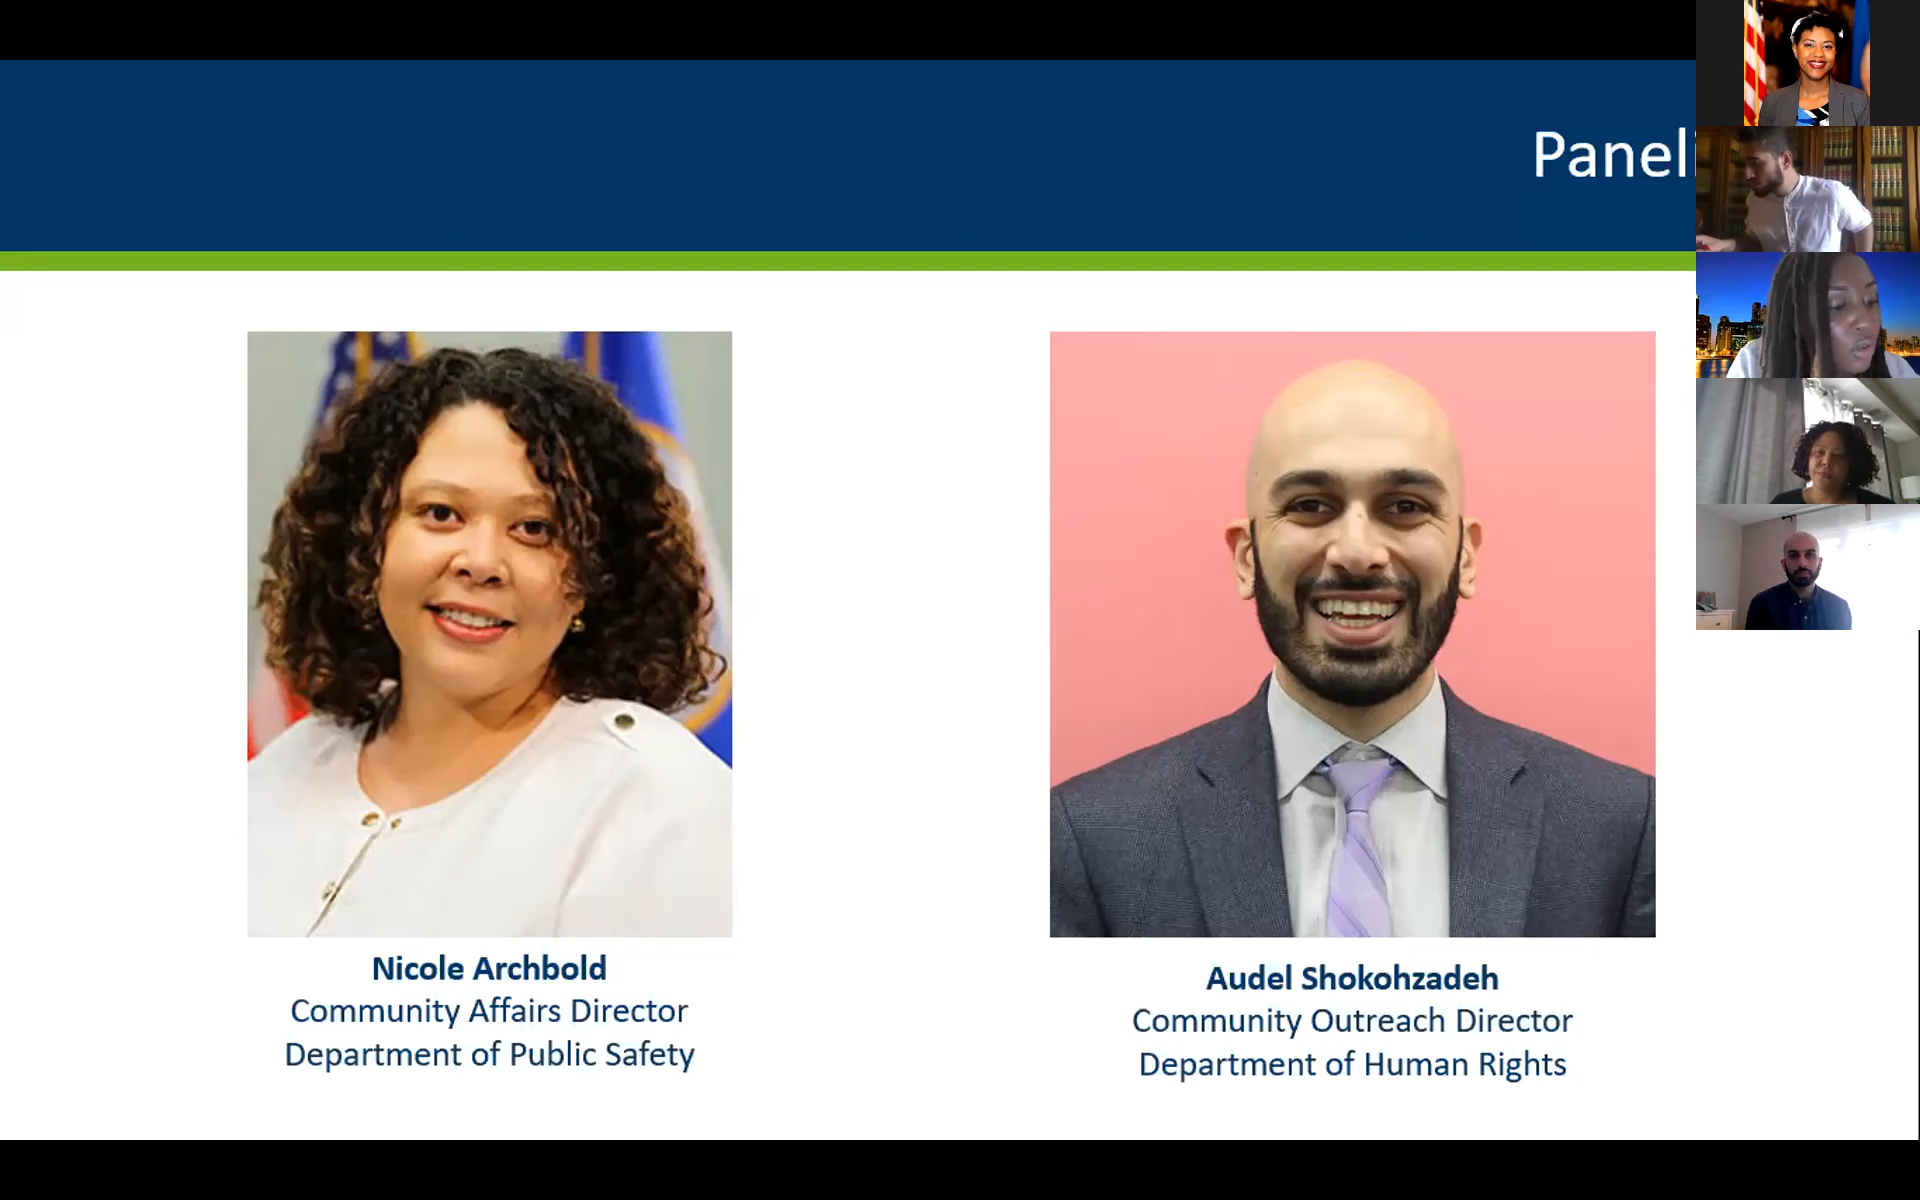 Panel
Nicole Archbold
Community Affairs Director
Department of Public Safety
Audel Shokohzadeh
Community Outreach Director
Department of Human Rights